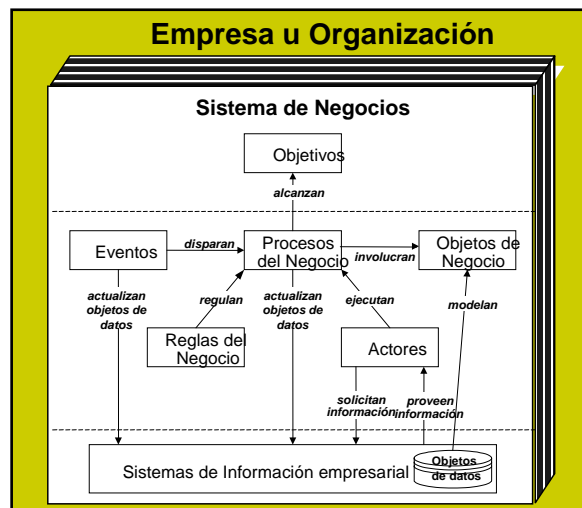 Empresa u Organización
Sistema de Negocios
Objetivos
alcanzan
Eventos
disparan
Procesos
del Negocio
involucran
Objetos de
Negocio
actualizan
objetos de
datos
regulan
actualizan
objetos de
datos
ejecutan
modelan
Reglas del
Negocio
Actores
solicitan
información
proveen
información
Sistemas de Información empresarial
Objetos
de datos